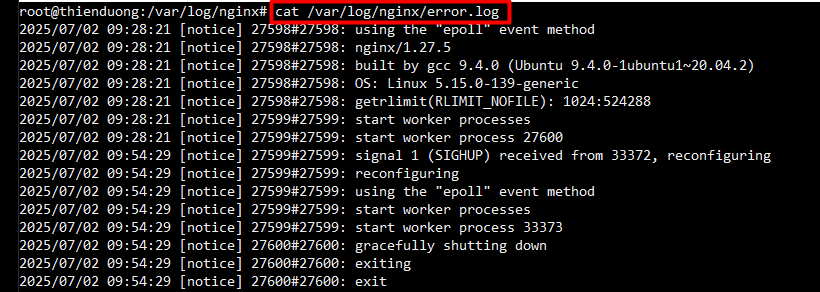 root@thienduong:/var/log/nginx# cat /var/log/nginx/error.log
2025/07/02 09:28:21 [notice] 27598#27598: using the "epoll" event method
2025/07/02 09:28:21 [notice] 27598#27598: nginx/1.27.5
2025/07/02 09:28:21 [notice] 27598#27598: built by gcc 9.4.0 (Ubuntu 9.4.0-1ubuntu1~20.04.2)
2025/07/02 09:28:21 [notice] 27598#27598: OS: Linux 5.15.0-139-generic
2025/07/02 09:28:21 [notice] 27598#27598: getrlimit(RLIMIT_NOFILE): 1024:524288
2025/07/02 09:28:21 [notice] 27599#27599: start worker processes
2025/07/02 09:28:21 [notice] 27599#27599: start worker process 27600
2025/07/02 09:54:29 [notice] 27599#27599: signal 1 (SIGHUP) received from 33372, reconfiguring
2025/07/02 09:54:29 [notice] 27599#27599: reconfiguring
2025/07/02 09:54:29 [notice] 27599#27599: using the "epoll" event method
2025/07/02 09:54:29 [notice] 27599#27599: start worker processes
2025/07/02 09:54:29 [notice] 27599#27599: start worker process 33373
2025/07/02 09:54:29 [notice] 27600#27600: gracefully shutting down
2025/07/02 09:54:29 [notice] 27600#27600: exiting
2025/07/02 09:54:29 [notice] 27600#27600: exit